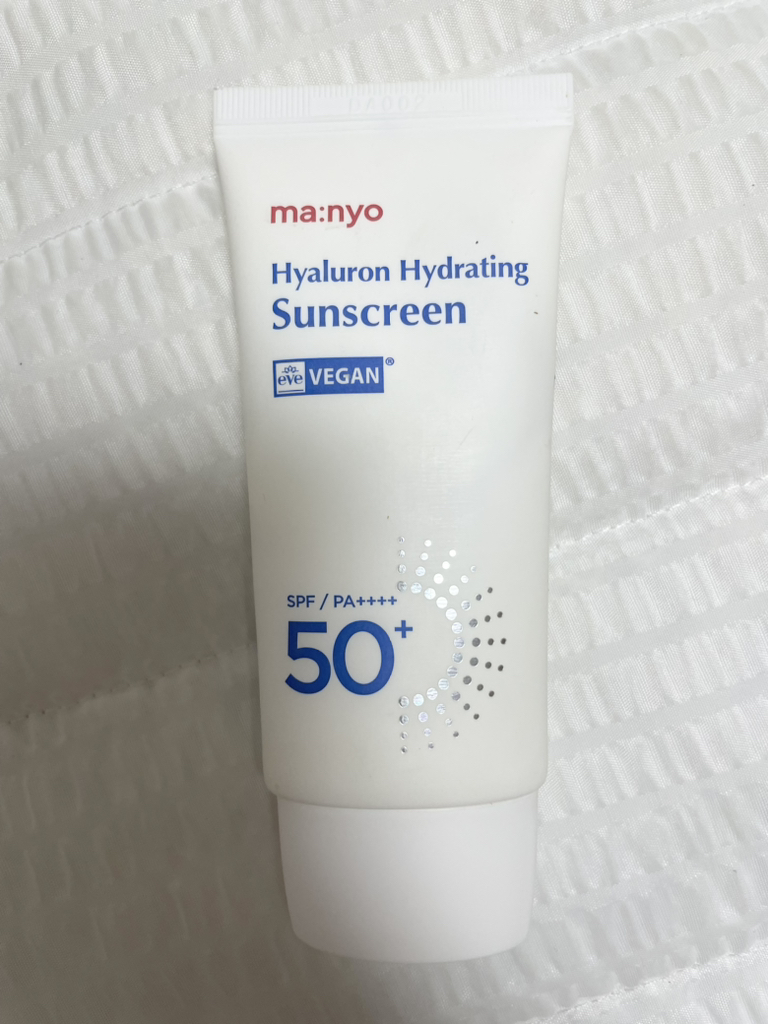 ma:nyo
Hyaluron Hydrating
Sunscreen
eve VEGAN®
SPF / PA++++
50+